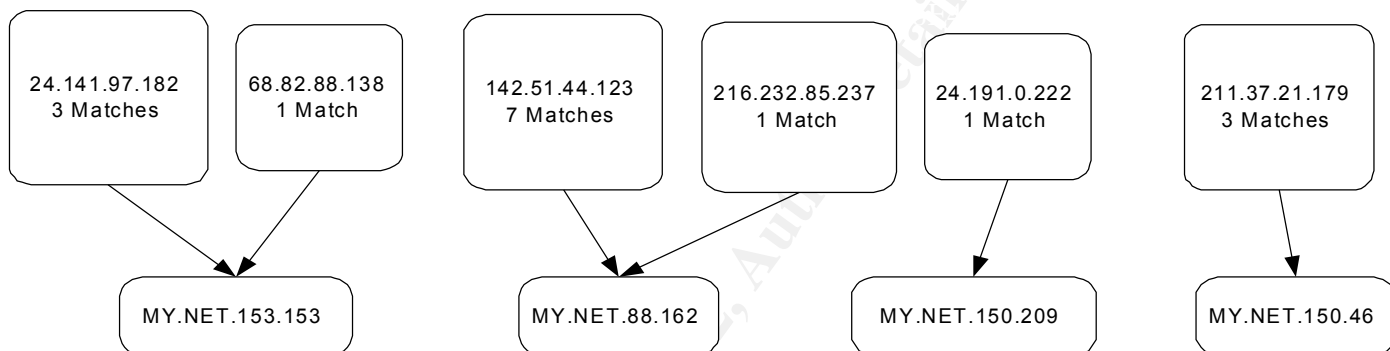 24.141.97.182
3 Matches
68.82.88.138
1 Match
142.51.44.123
7 Matches
216.232.85.237
1 Match
24.191.0.222
1 Match
211.37.21.179
3 Matches
MY.NET.153.153
MY.NET.88.162
MY.NET.150.209
MY.NET.150.46